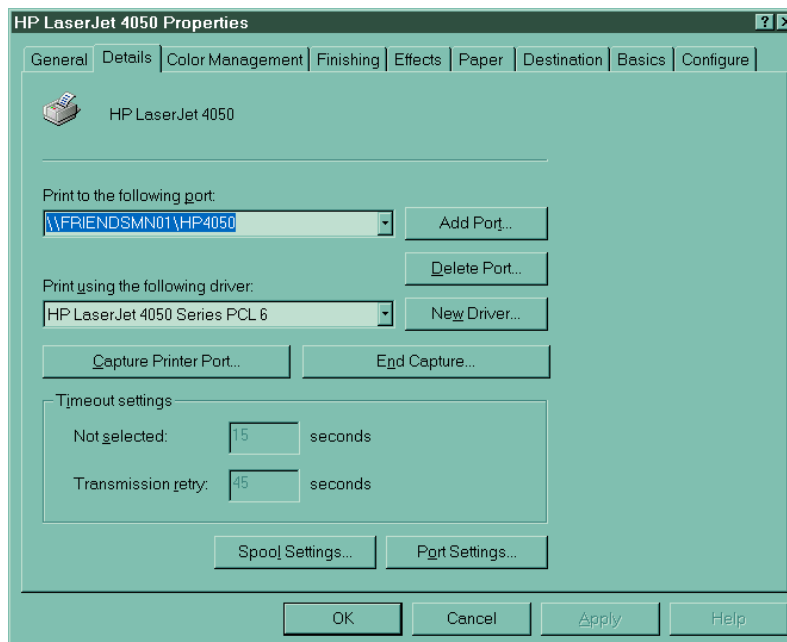 HP LaserJet 4050 Properties
General Details Color Management Finishing Effects Paper Destination Basics Configure
HP LaserJet 4050
Print to the following port:
\\FRIENDSMN01\HP4050
Add Port...
Delete Port...
Print using the following driver:
HP LaserJet 4050 Series PCL 6
New Driver...
Capture Printer Port... End Capture...
Timeout settings
Not selected: 15 seconds
Transmission retry: 45 seconds
Spool Settings... Port Settings...
OK Cancel Apply Help